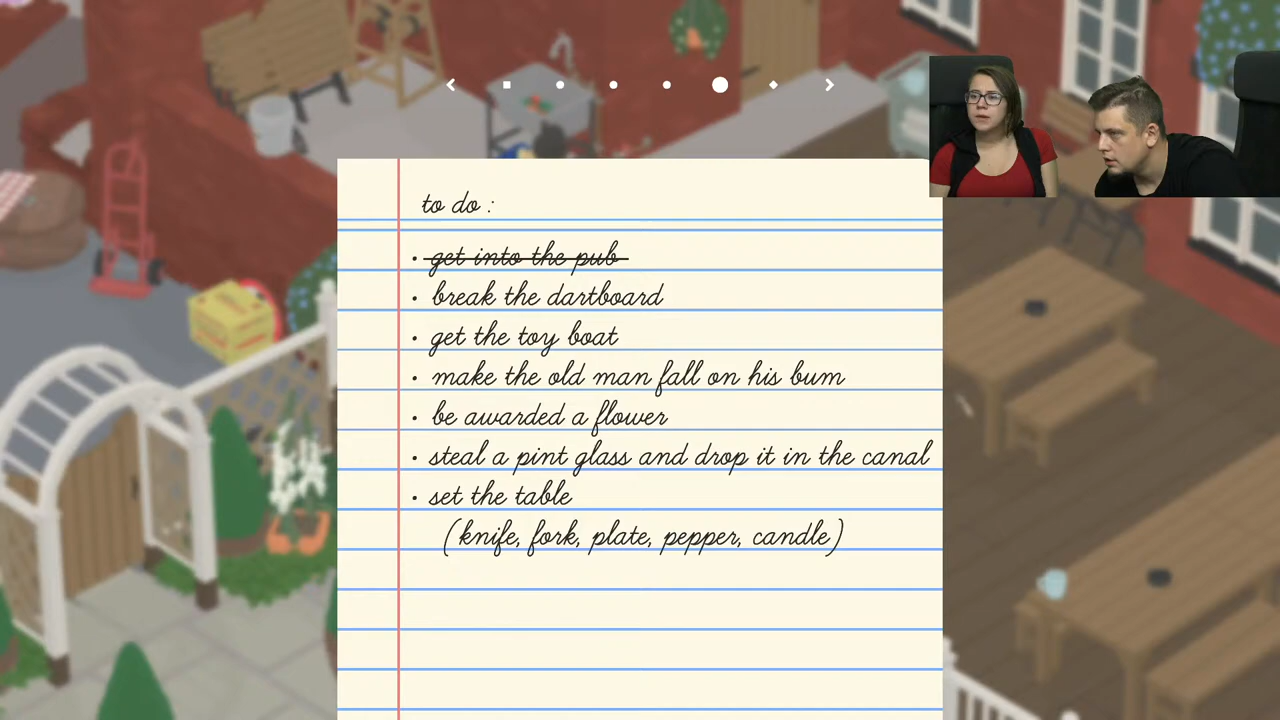 to do :
• get into the pub
• break the dartboard
• get the toy boat
• make the old man fall on his bum
• be awarded a flower
• steal a pint glass and drop it in the canal
• set the table
(knife, fork, plate, pepper, candle)